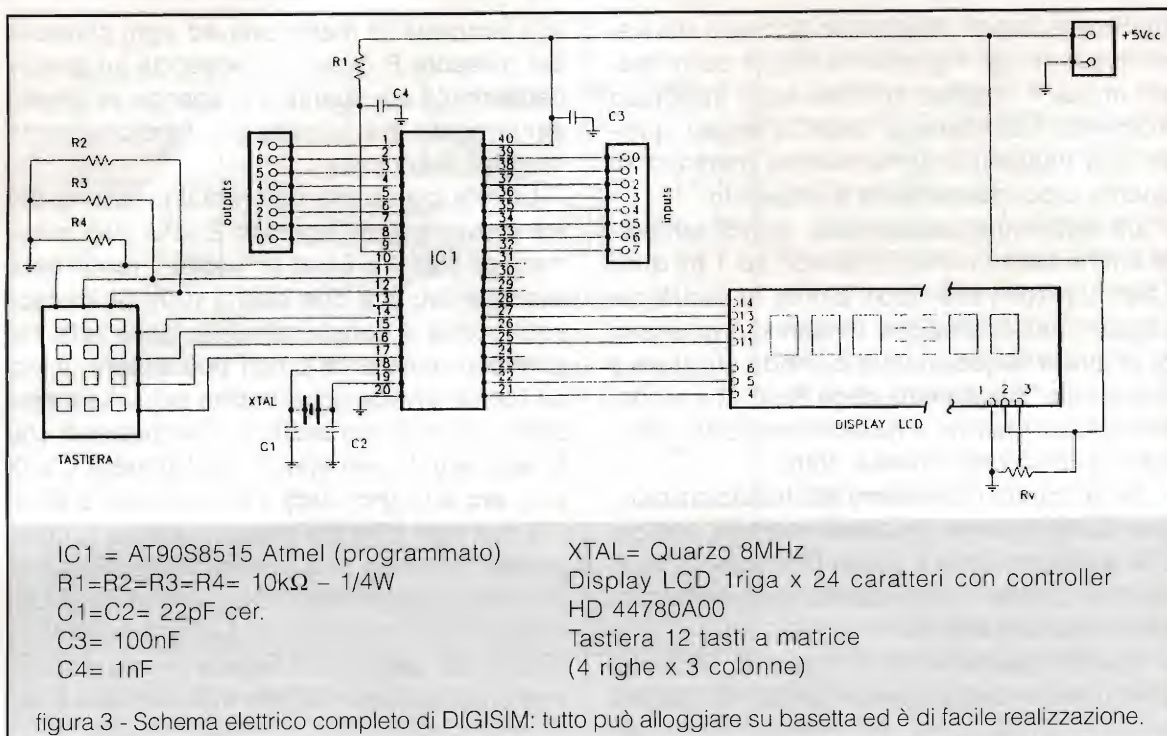 R1
C4
C3
+5Vcc
R2
R3
R4
outputs
7
6
5
4
3
2
1
0
1
2
3
4
5
6
7
8
9
10
11
12
13
14
15
16
17
18
19
20
IC1
40
39
38
37
36
35
34
33
32
31
30
29
28
27
26
25
24
23
22
21
inputs
0
1
2
3
4
5
6
7
14
13
12
11
6
5
4
1 2 3
DISPLAY LCD
TASTIERA
XTAL
C1
C2
Rv
IC1 = AT90S8515 Atmel (programmato)
R1=R2=R3=R4= 10kΩ – 1/4W
C1=C2= 22pF cer.
C3= 100nF
C4= 1nF
XTAL= Quarzo 8MHz
Display LCD 1riga x 24 caratteri con controller
HD 44780A00
Tastiera 12 tasti a matrice
(4 righe x 3 colonne)
figura 3 - Schema elettrico completo di DIGISIM: tutto può alloggiare su basetta ed è di facile realizzazione.